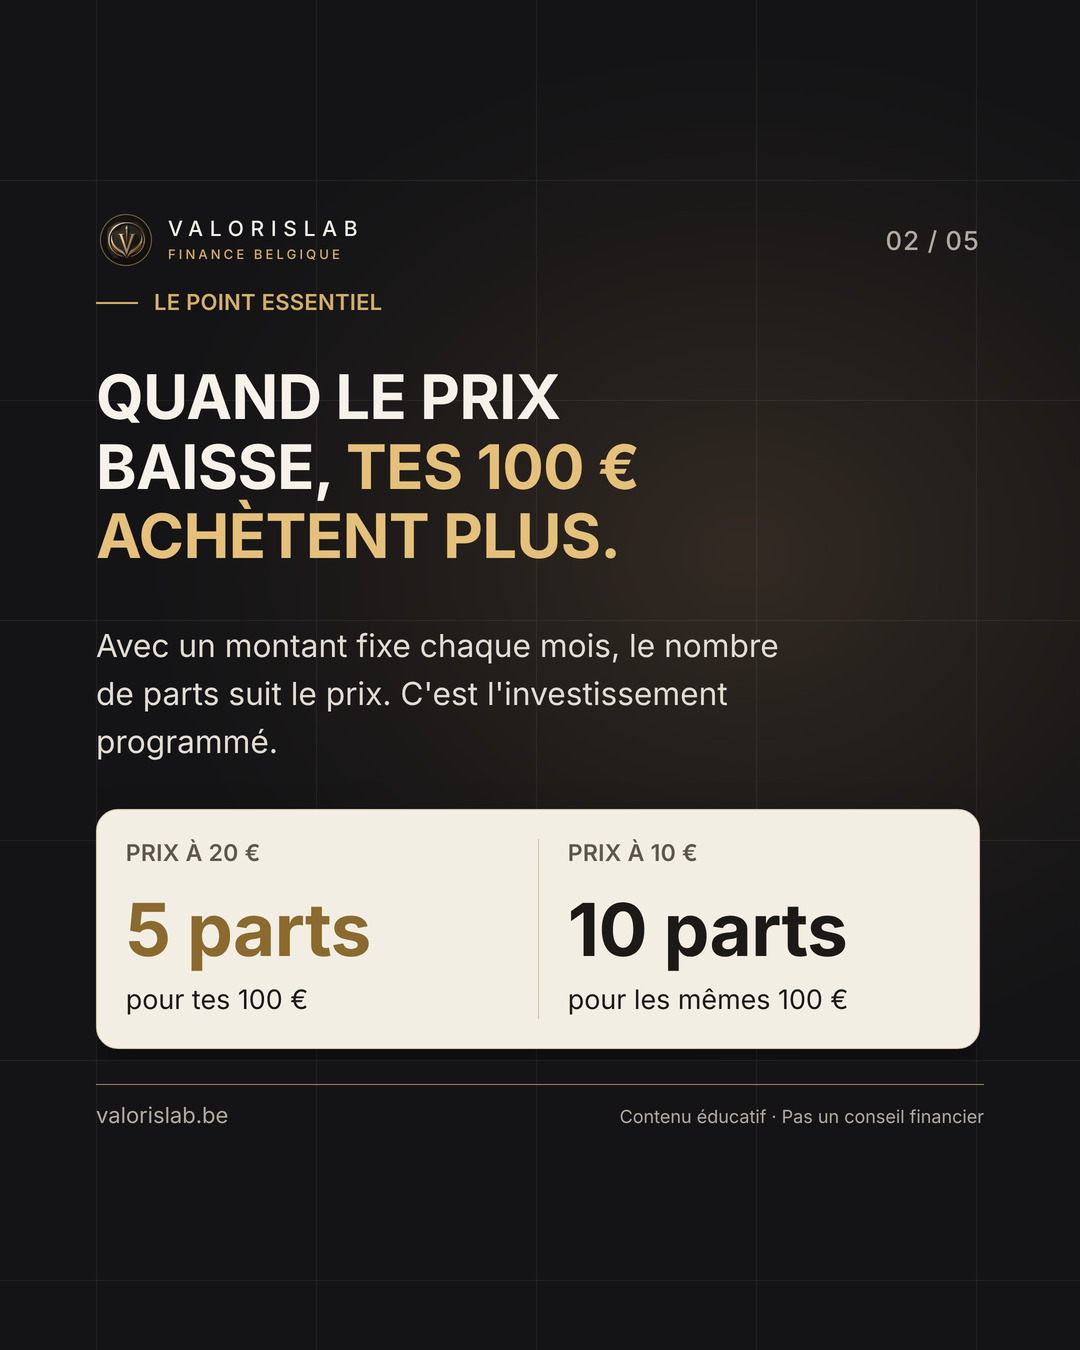 VALORISLAB
FINANCE BELGIQUE
02 / 05
LE POINT ESSENTIEL
QUAND LE PRIX
BAISSE, TES 100 €
ACHÈTENT PLUS.
Avec un montant fixe chaque mois, le nombre
de parts suit le prix. C'est l'investissement
programmé.
PRIX À 20 €
5 parts
pour tes 100 €
PRIX À 10 €
10 parts
pour les mêmes 100 €
valorislab.be
Contenu éducatif · Pas un conseil financier